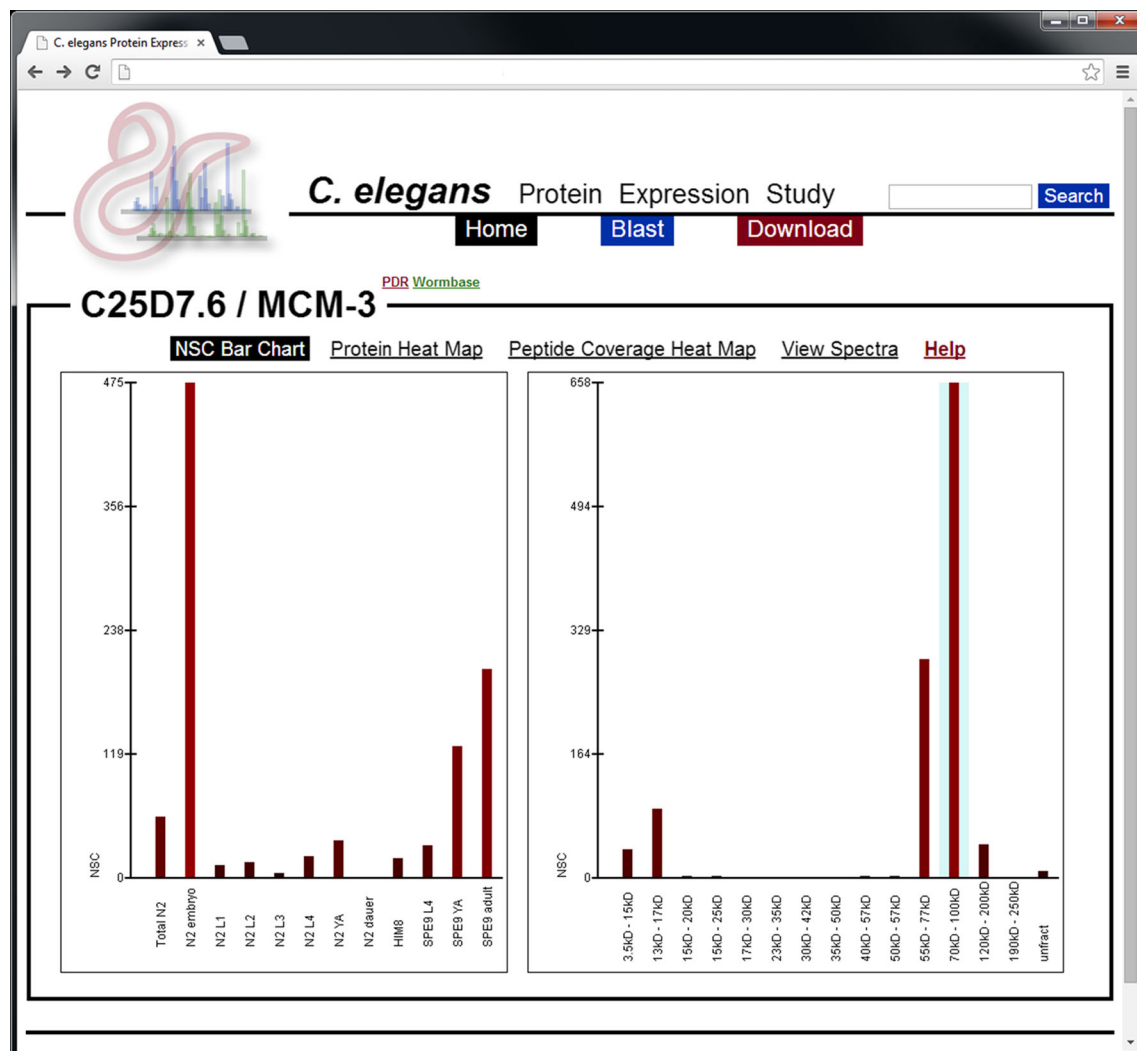 C. elegans Protein Express
C. elegans Protein Expression Study
Search
Home Blast Download
PDR Wormbase
C25D7.6 / MCM-3
NSC Bar Chart Protein Heat Map Peptide Coverage Heat Map View Spectra Help
475
356
238
119
0
NSC
Total N2
N2 embryo
N2 L1
N2 L2
N2 L3
N2 L4
N2 YA
N2 dauer
HIM8
SPE9 L4
SPE9 YA
SPE9 adult
658
494
329
164
0
NSC
3.5kD - 15kD
13kD - 17kD
15kD - 20kD
15kD - 25kD
17kD - 30kD
23kD - 35kD
30kD - 42kD
35kD - 50kD
40kD - 57kD
50kD - 57kD
55kD - 77kD
70kD - 100kD
120kD - 200kD
190kD - 250kD
unfract